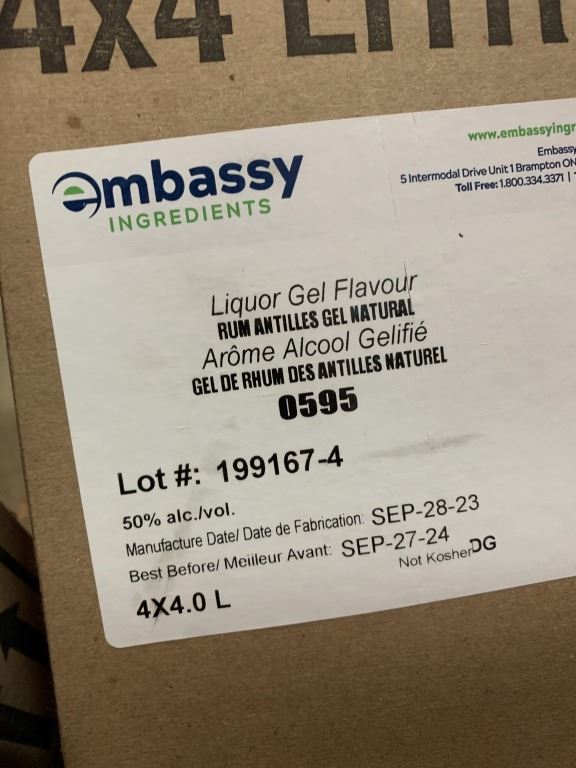 4x4
embassy
INGREDIENTS
www.embassyingr
Embassy
5 Intermodal Drive Unit 1 Brampton ON
Toll Free: 1.800.334.3371 |
Liquor Gel Flavour
RUM ANTILLES GEL NATURAL
Arôme Alcool Gelifié
GEL DE RHUM DES ANTILLES NATUREL
0595
Lot #: 199167-4
50% alc./vol.
Manufacture Date/ Date de Fabrication: SEP-28-23
Best Before/ Meilleur Avant: SEP-27-24
Not Kosher DG
4X4.0 L